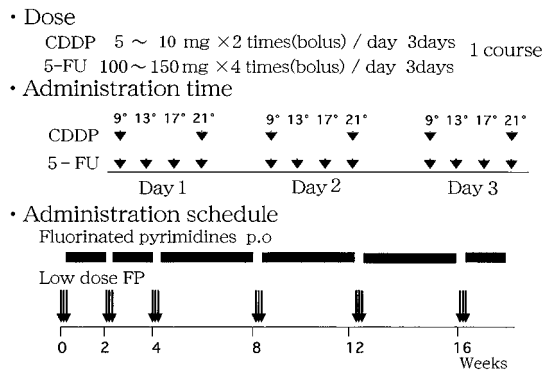 · Dose
CDDP 5 ~ 10 mg ×2 times(bolus) / day 3days
5-FU 100~150mg ×4 times(bolus) / day 3days
1 course
· Administration time
9° 13° 17° 21° 9° 13° 17° 21° 9° 13° 17° 21°
CDDP
5-FU
Day 1 Day 2 Day 3
· Administration schedule
Fluorinated pyrimidines p.o
Low dose FP
0 2 4 8 12 16
Weeks